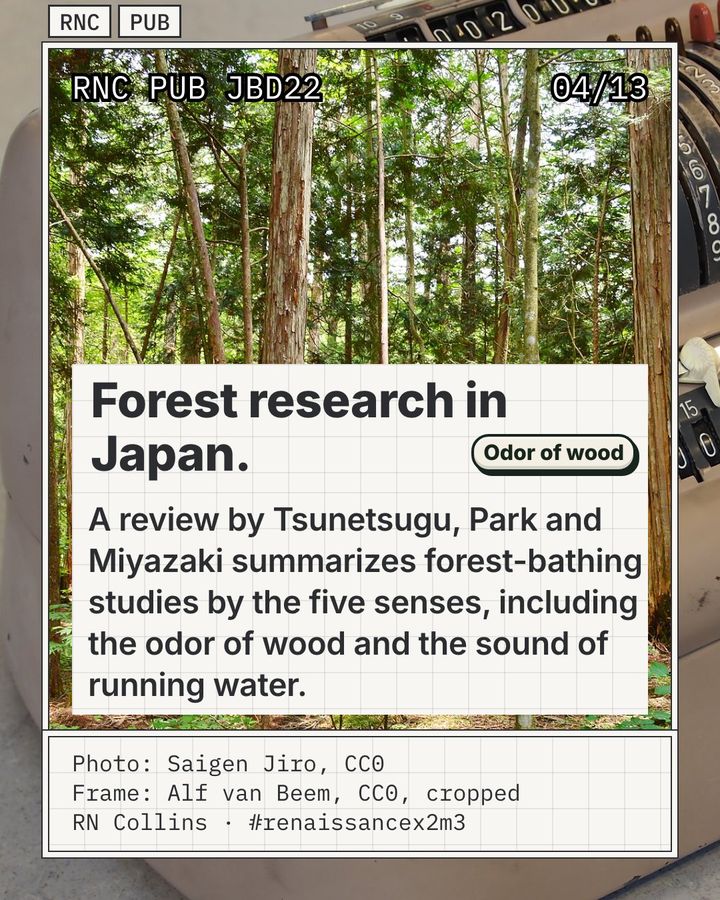 RNC PUB
RNC PUB JBD22 04/13
Forest research in
Japan.
Odor of wood
A review by Tsunetsugu, Park and
Miyazaki summarizes forest-bathing
studies by the five senses, including
the odor of wood and the sound of
running water.
Photo: Saigen Jiro, CC0
Frame: Alf van Beem, CC0, cropped
RN Collins · #renaissancex2m3